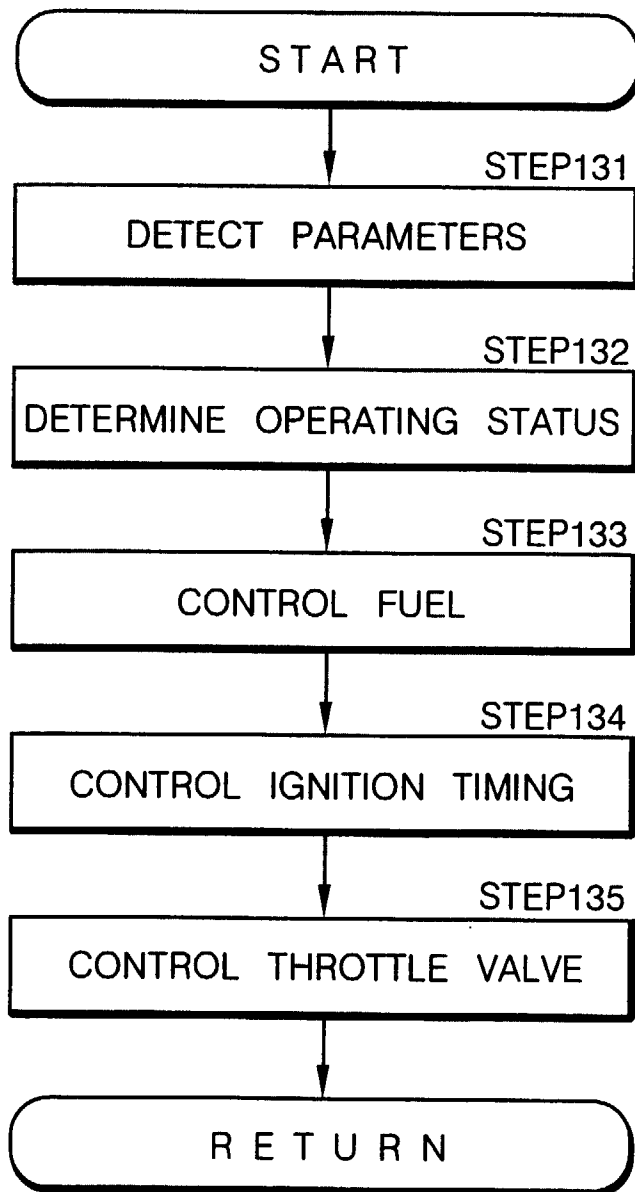 START
STEP131
DETECT PARAMETERS
STEP132
DETERMINE OPERATING STATUS
STEP133
CONTROL FUEL
STEP134
CONTROL IGNITION TIMING
STEP135
CONTROL THROTTLE VALVE
RETURN